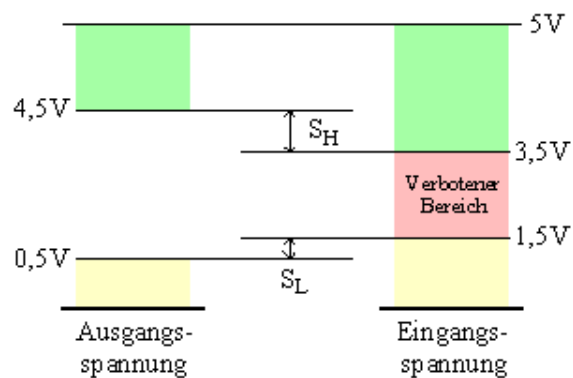 5V
4,5V
S_H
3,5V
Verbotener
Bereich
1,5V
0,5V
S_L
Ausgangs-
spannung
Eingangs-
spannung